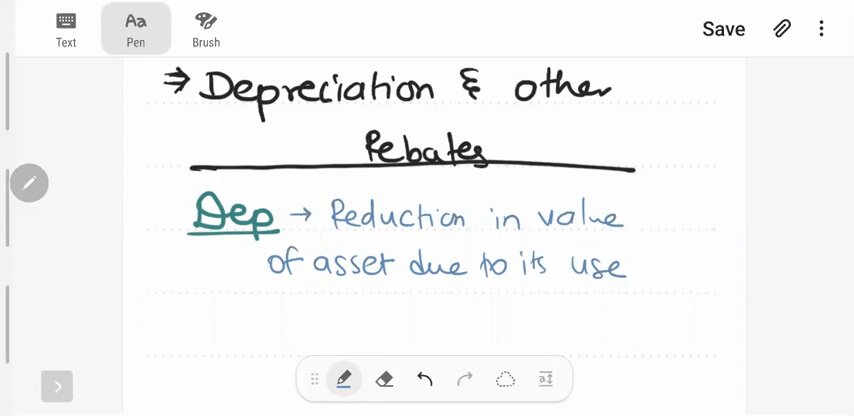 Text
Aa
Pen
Brush
Save
⇒ Depreciation & other
Rebates
Dep → Reduction in value
of asset due to its use